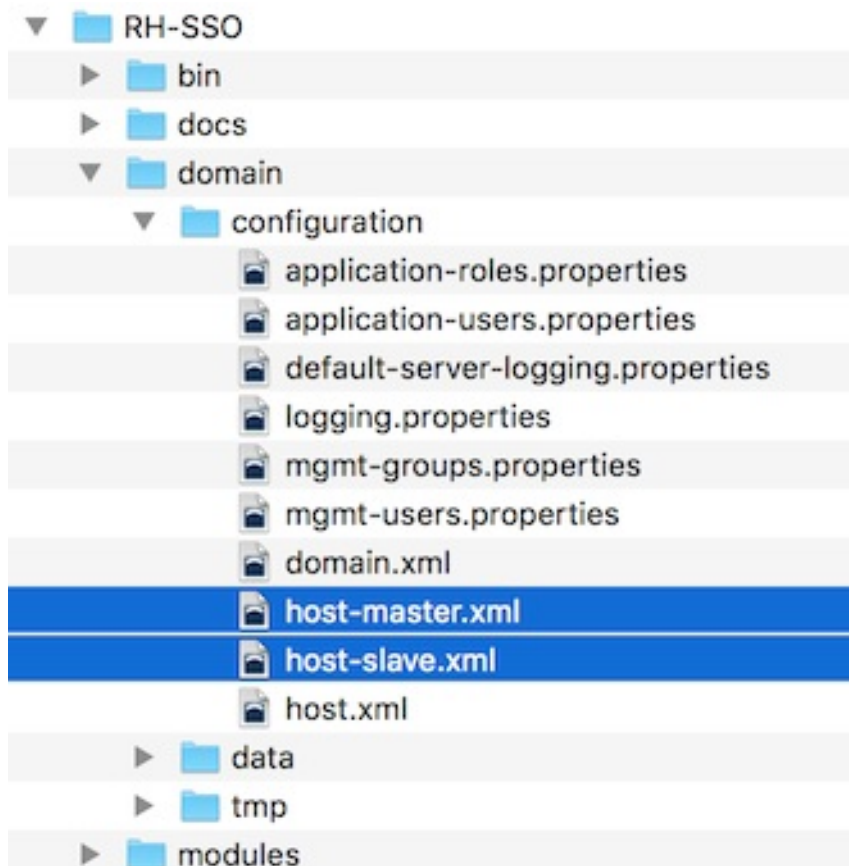 RH-SSO
bin
docs
domain
configuration
application-roles.properties
application-users.properties
default-server-logging.properties
logging.properties
mgmt-groups.properties
mgmt-users.properties
domain.xml
host-master.xml
host-slave.xml
host.xml
data
tmp
modules